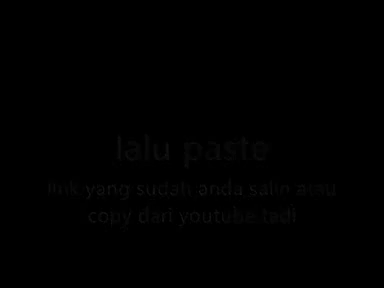 lalu paste
link yang sudah anda salin atau
copy dari youtube tadi